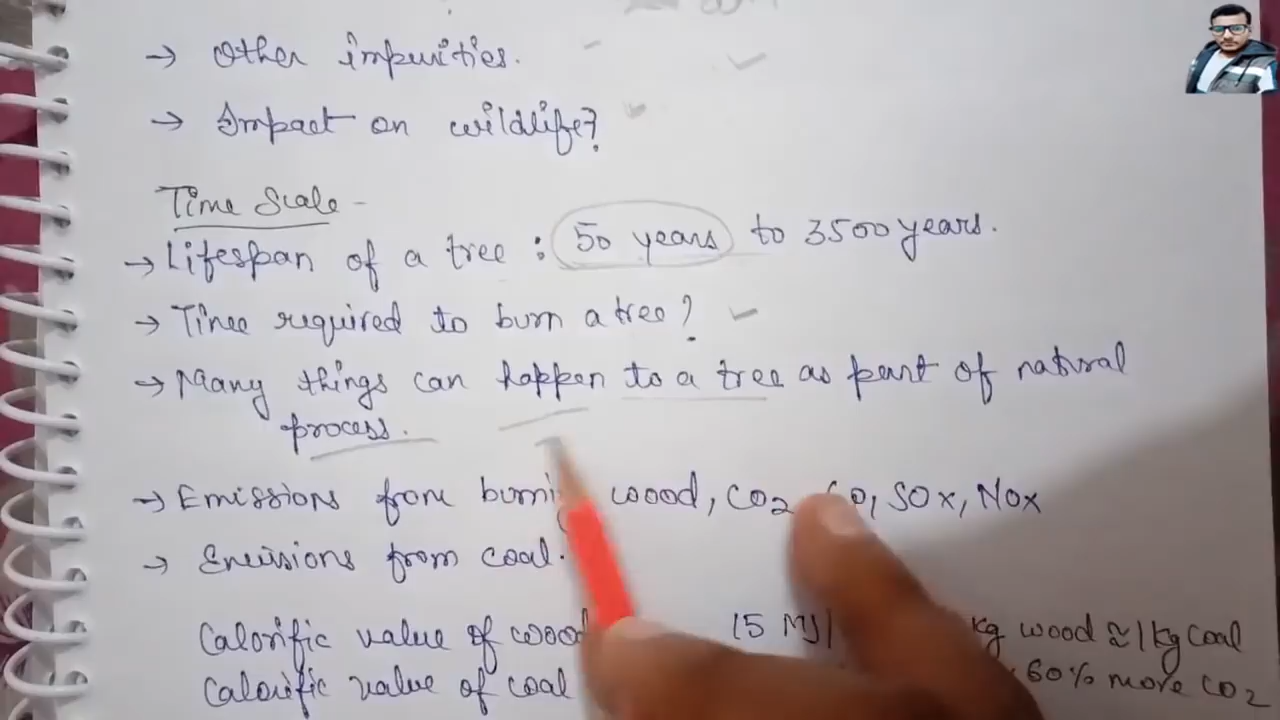 → Other impurities.
→ Impact on wildlife?
Time Scale -
→ Lifespan of a tree : 50 years to 3500 years.
→ Time required to burn a tree?
→ Many things can happen to a tree as part of natural
process.
→ Emissions from wood, CO2 SOx, NOx
→ Emissions from coal.
Calorific value of wood 15 MJ/ kg wood ≈ 1 kg coal
Calorific value of coal 60% more CO2